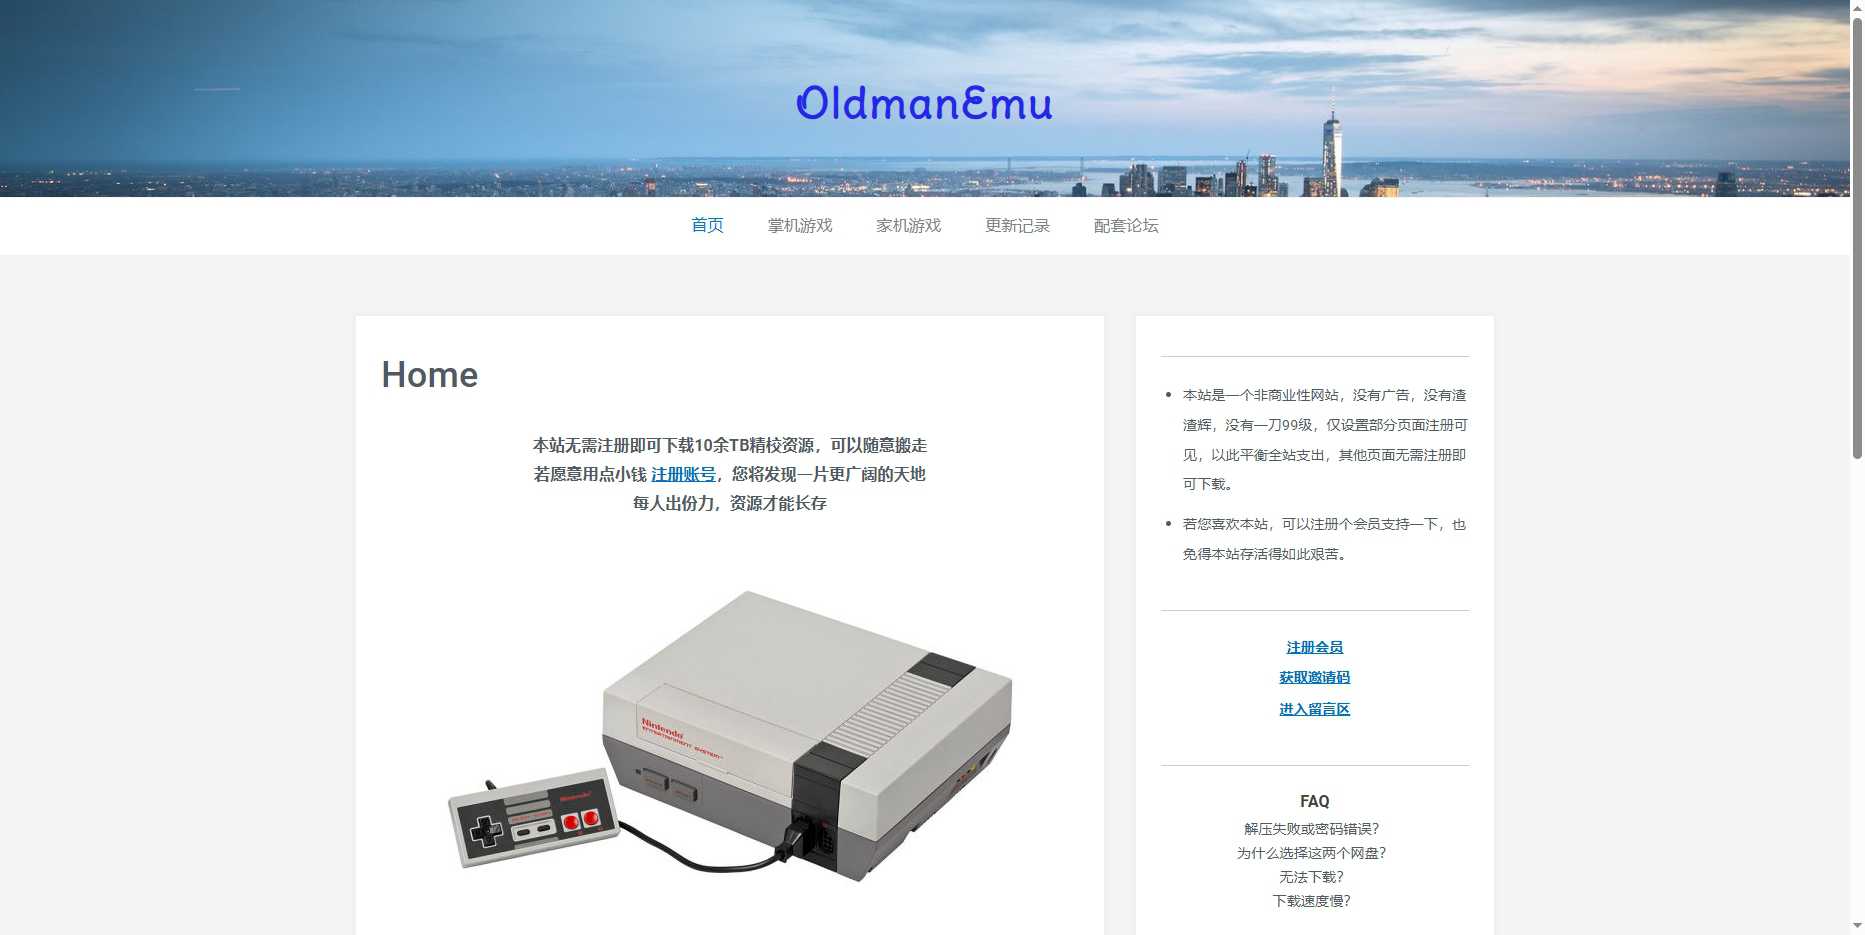 OldmanEmu
首页 掌机游戏 家机游戏 更新记录 配套论坛
Home
本站无需注册即可下载10余TB精校资源，可以随意搬走
若愿意用点小钱 注册账号，您将发现一片更广阔的天地
每人出份力，资源才能长存
Nintendo
ENTERTAINMENT SYSTEM
Nintendo
本站是一个非商业性网站，没有广告，没有渣
渣辉，没有一刀99级，仅设置部分页面注册可
见，以此平衡全站支出，其他页面无需注册即
可下载。
若您喜欢本站，可以注册个会员支持一下，也
免得本站存活得如此艰苦。
注册会员
获取邀请码
进入留言区
FAQ
解压失败或密码错误？
为什么选择这两个网盘？
无法下载？
下载速度慢？